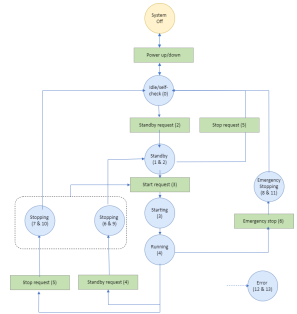 System
Off
Power up/down
Idle/self-
check (0)
Standby request (2)
Stop request (5)
Standby
(1 & 2)
Start request (3)
Emergency
Stopping
(8 & 11)
Stopping
(7 & 10)
Stopping
(6 & 9)
Starting
(3)
Emergency stop (6)
Running
(4)
Stop request (5)
Standby request (4)
Error
(12 & 13)